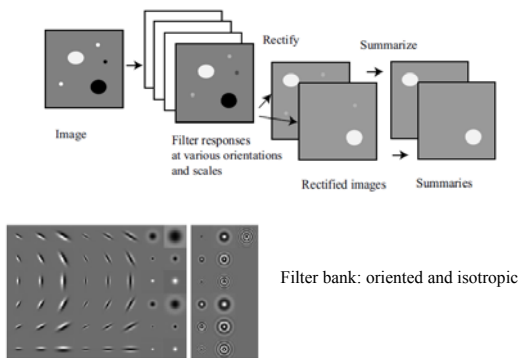 Rectify
Summarize
Image
Filter responses
at various orientations
and scales
Rectified images
Summaries
Filter bank: oriented and isotropic